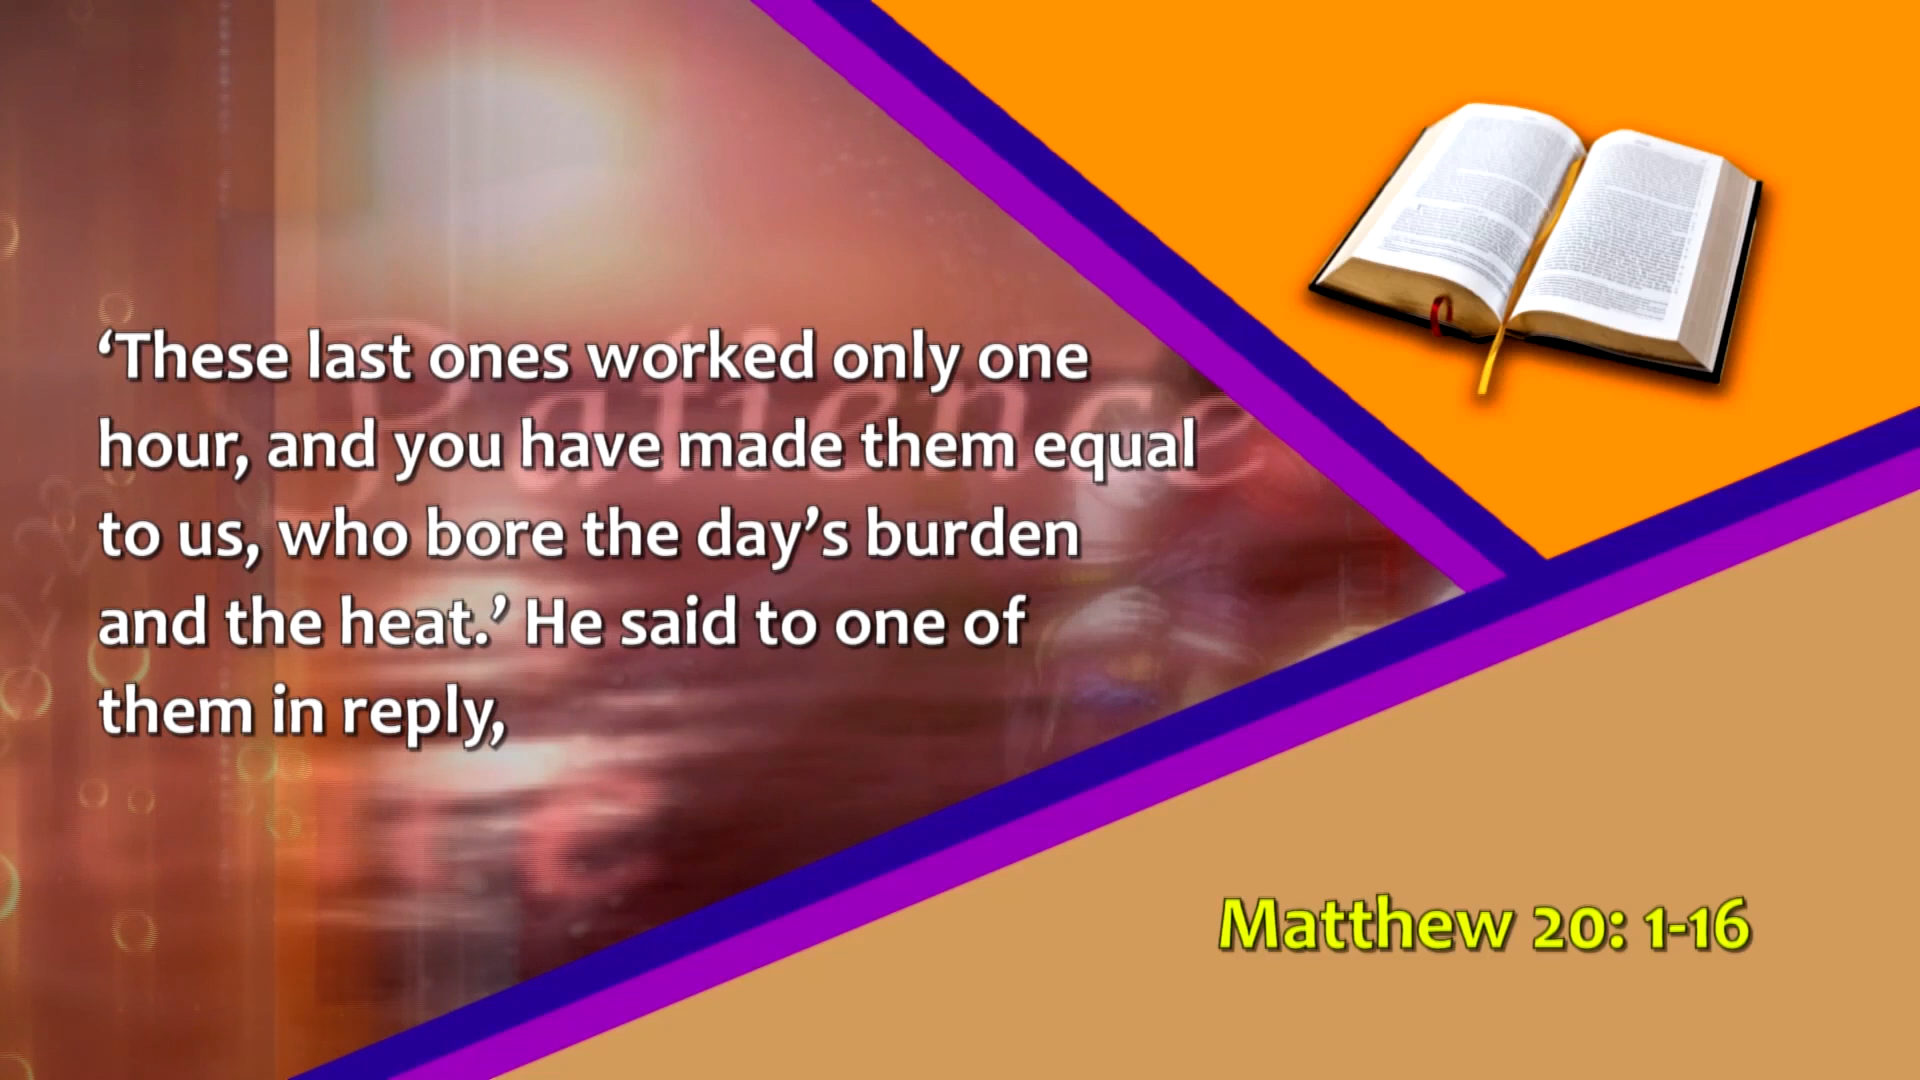 ‘These last ones worked only one
hour, and you have made them equal
to us, who bore the day’s burden
and the heat.’ He said to one of
them in reply,
Patience
Matthew 20: 1-16